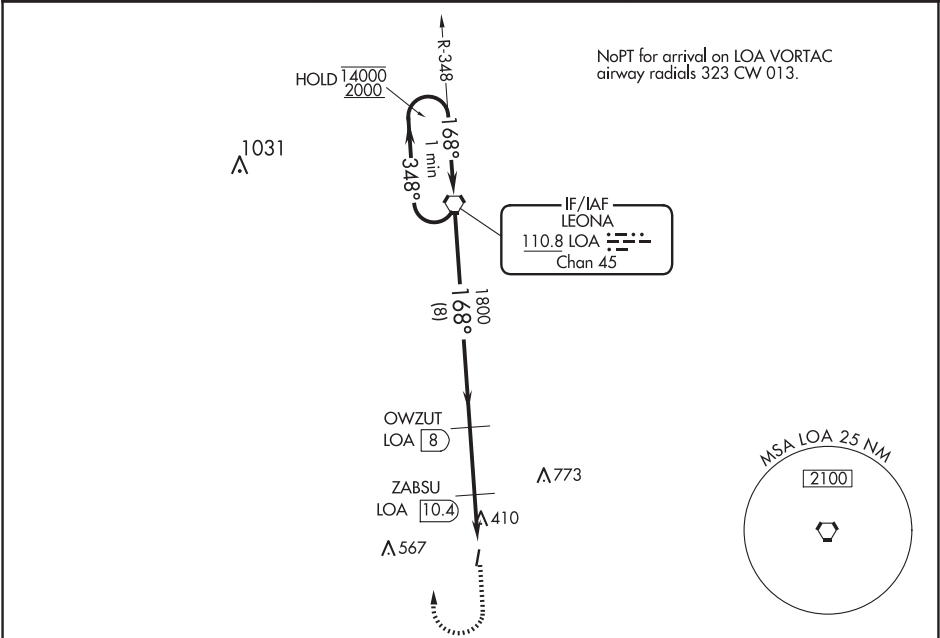 NoPT for arrival on LOA VORTAC
airway radials 323 CW 013.
R-348
HOLD 14000
2000
1031
168°
1 min
348°
IF/IAF
LEONA
110.8 LOA
Chan 45
1800
168°
(8)
OWZUT
LOA 8
ZABSU
LOA 10.4
773
410
567
MSA LOA 25 NM
2100